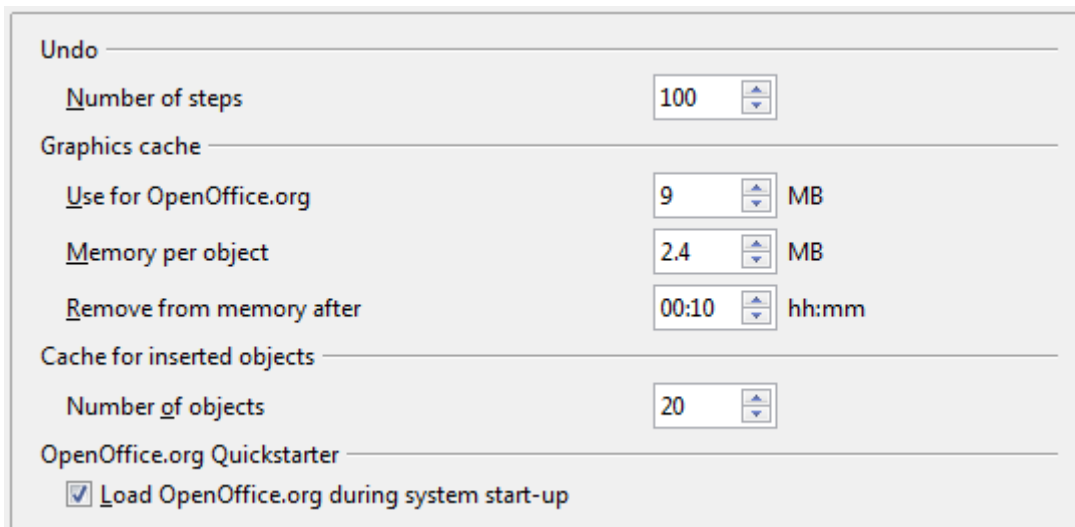 Undo
Number of steps 100
Graphics cache
Use for OpenOffice.org 9 MB
Memory per object 2.4 MB
Remove from memory after 00:10 hh:mm
Cache for inserted objects
Number of objects 20
OpenOffice.org Quickstarter
Load OpenOffice.org during system start-up